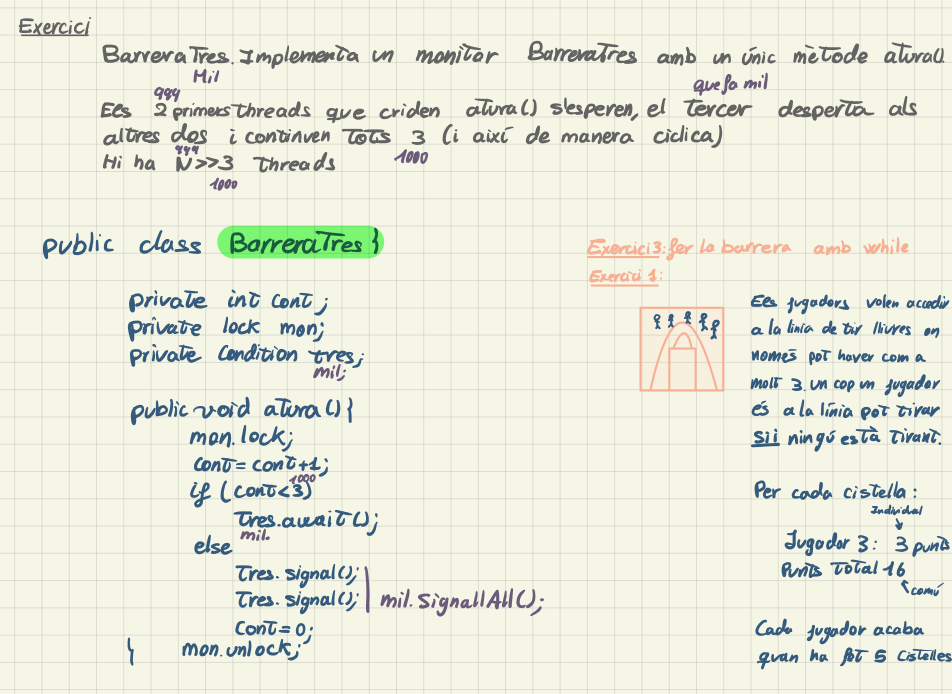 Exercici
BarreraTres. Implementa un monitor BarreraTres amb un únic mètode atura()
Mil
que fa mil
999
Els 2 primers threads que criden atura() s'esperen, el tercer desperta als
altres dos i continuen tots 3 (i així de manera cíclica)
999
1000
Hi ha N>>3 threads
1000
public class BarreraTres {
private int cont;
private lock mon;
private Condition tres;
mil;
public void atura(){
mon.lock;
cont=cont+1;
1000
if (cont<3)
Tres.await();
mil.
else
Tres.signal();
Tres.signal();
mil.SignallAll();
Cont=0;
} mon.unlock;
Exercici3: fer la barrera amb while
Exercici 1:
Els jugadors volen accedir
a la línia de tir lliures on
només pot haver com a
molt 3. un cop un jugador
és a la línia pot tirar
sii ningú està tirant.
Per cada cistella:
Individal
Jugador 3: 3 punts
Punts Total 16
comú
Cada jugador acaba
quan ha fet 5 cistelles